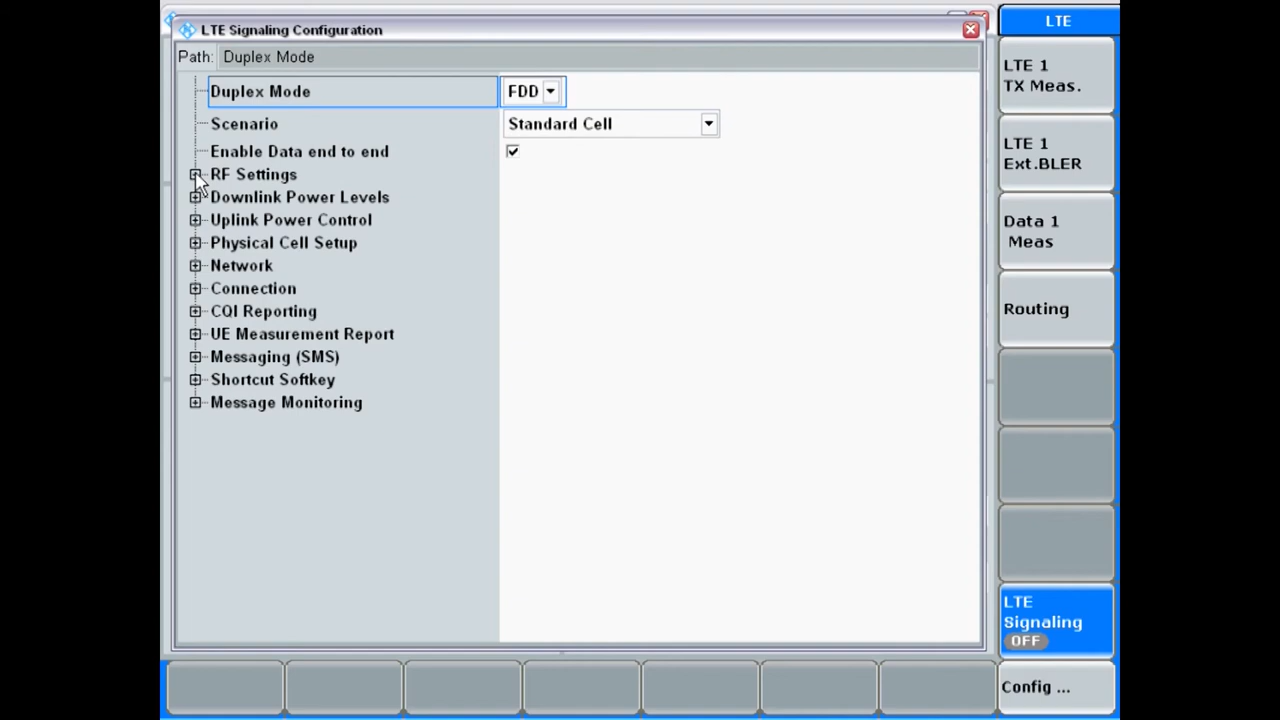 LTE Signaling Configuration
LTE
Path: Duplex Mode
Duplex Mode FDD
Scenario Standard Cell
Enable Data end to end
RF Settings
Downlink Power Levels
Uplink Power Control
Physical Cell Setup
Network
Connection
CQI Reporting
UE Measurement Report
Messaging (SMS)
Shortcut Softkey
Message Monitoring
LTE 1
TX Meas.
LTE 1
Ext.BLER
Data 1
Meas
Routing
LTE
Signaling
OFF
Config ...